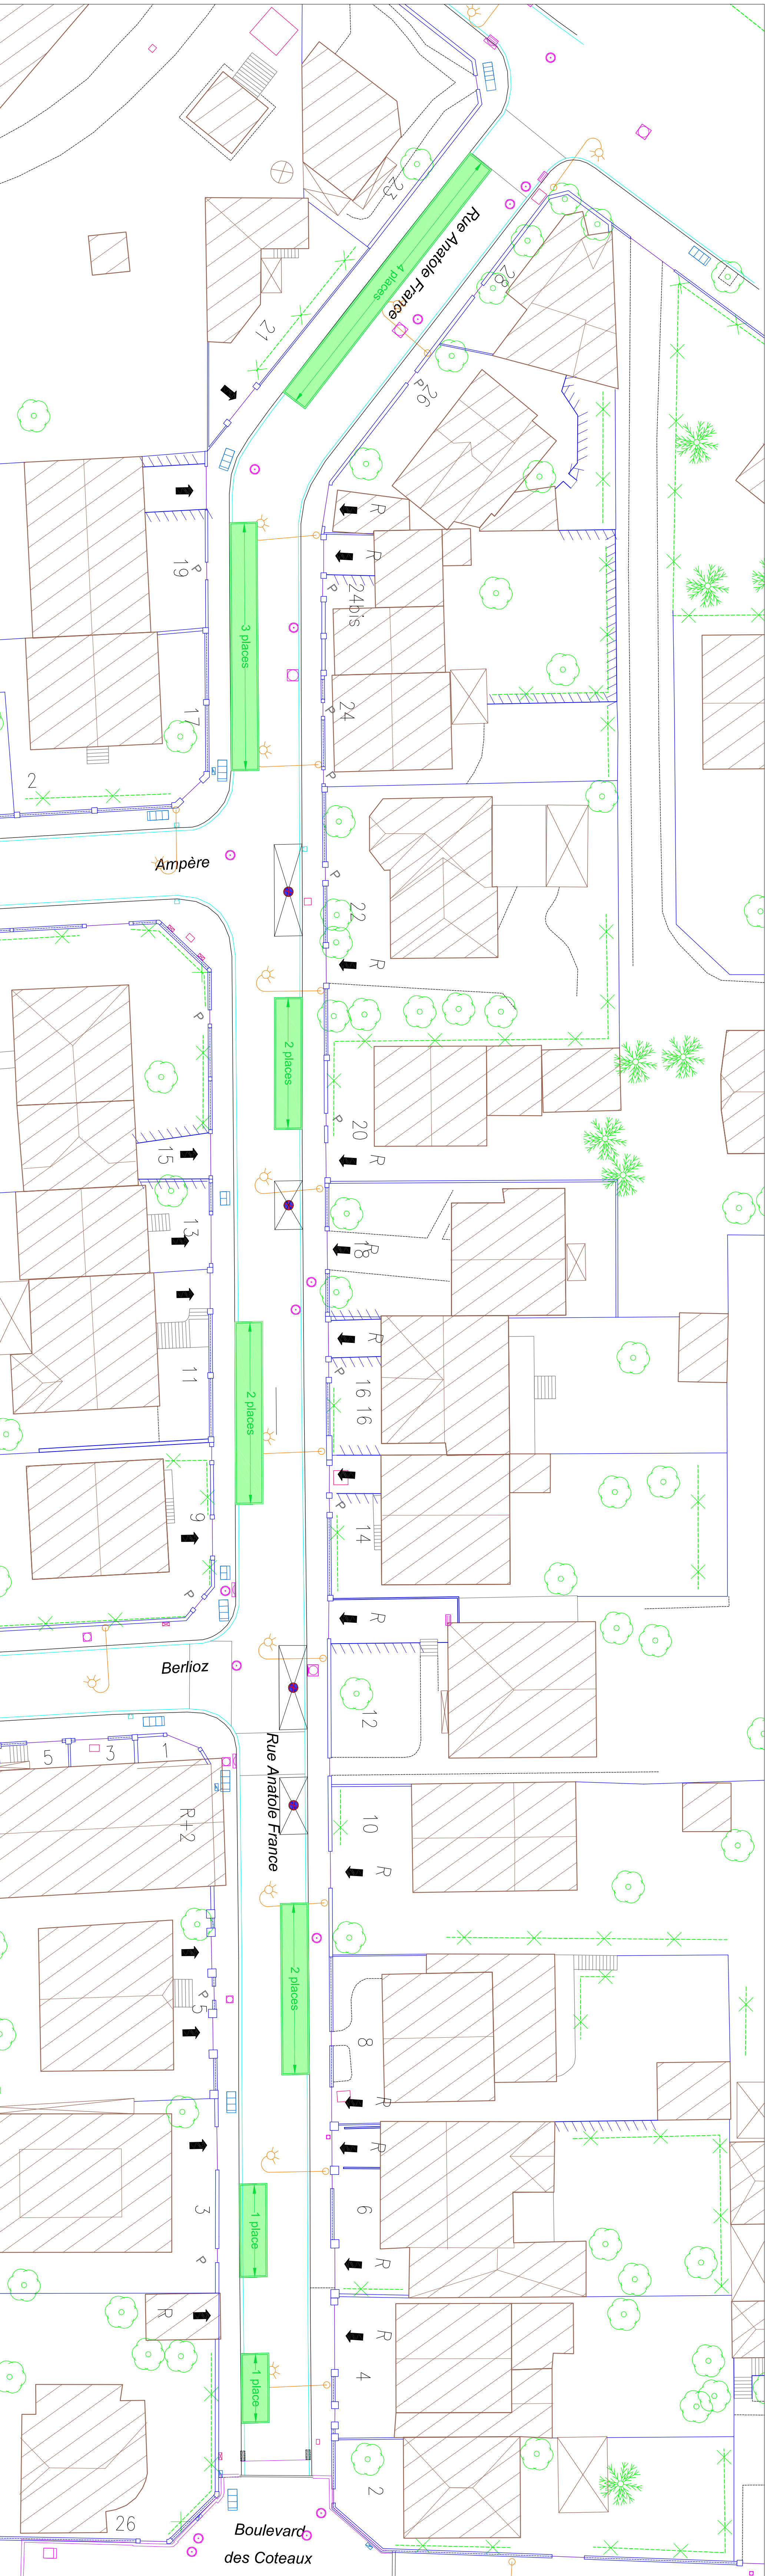 23
Rue Anatole France
4 places
28
21
P
26
R
19
P
R
24bis
P
3 places
24
P
17
P
2
Ampère
P
22
R
P
2 places
P
20
15
R
13
18
R
R
P
11
2 places
16
16
P
14
9
P
R
Berlioz
12
1
3
5
Rue Anatole France
R+2
10
R
2 places
P
5
8
R
R
3
6
1 place
P
R
R
R
4
1 place
2
26
Boulevard
des Coteaux